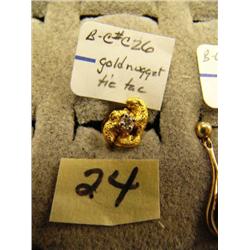 B-C#C26
gold nugget
tie tac
24
B-